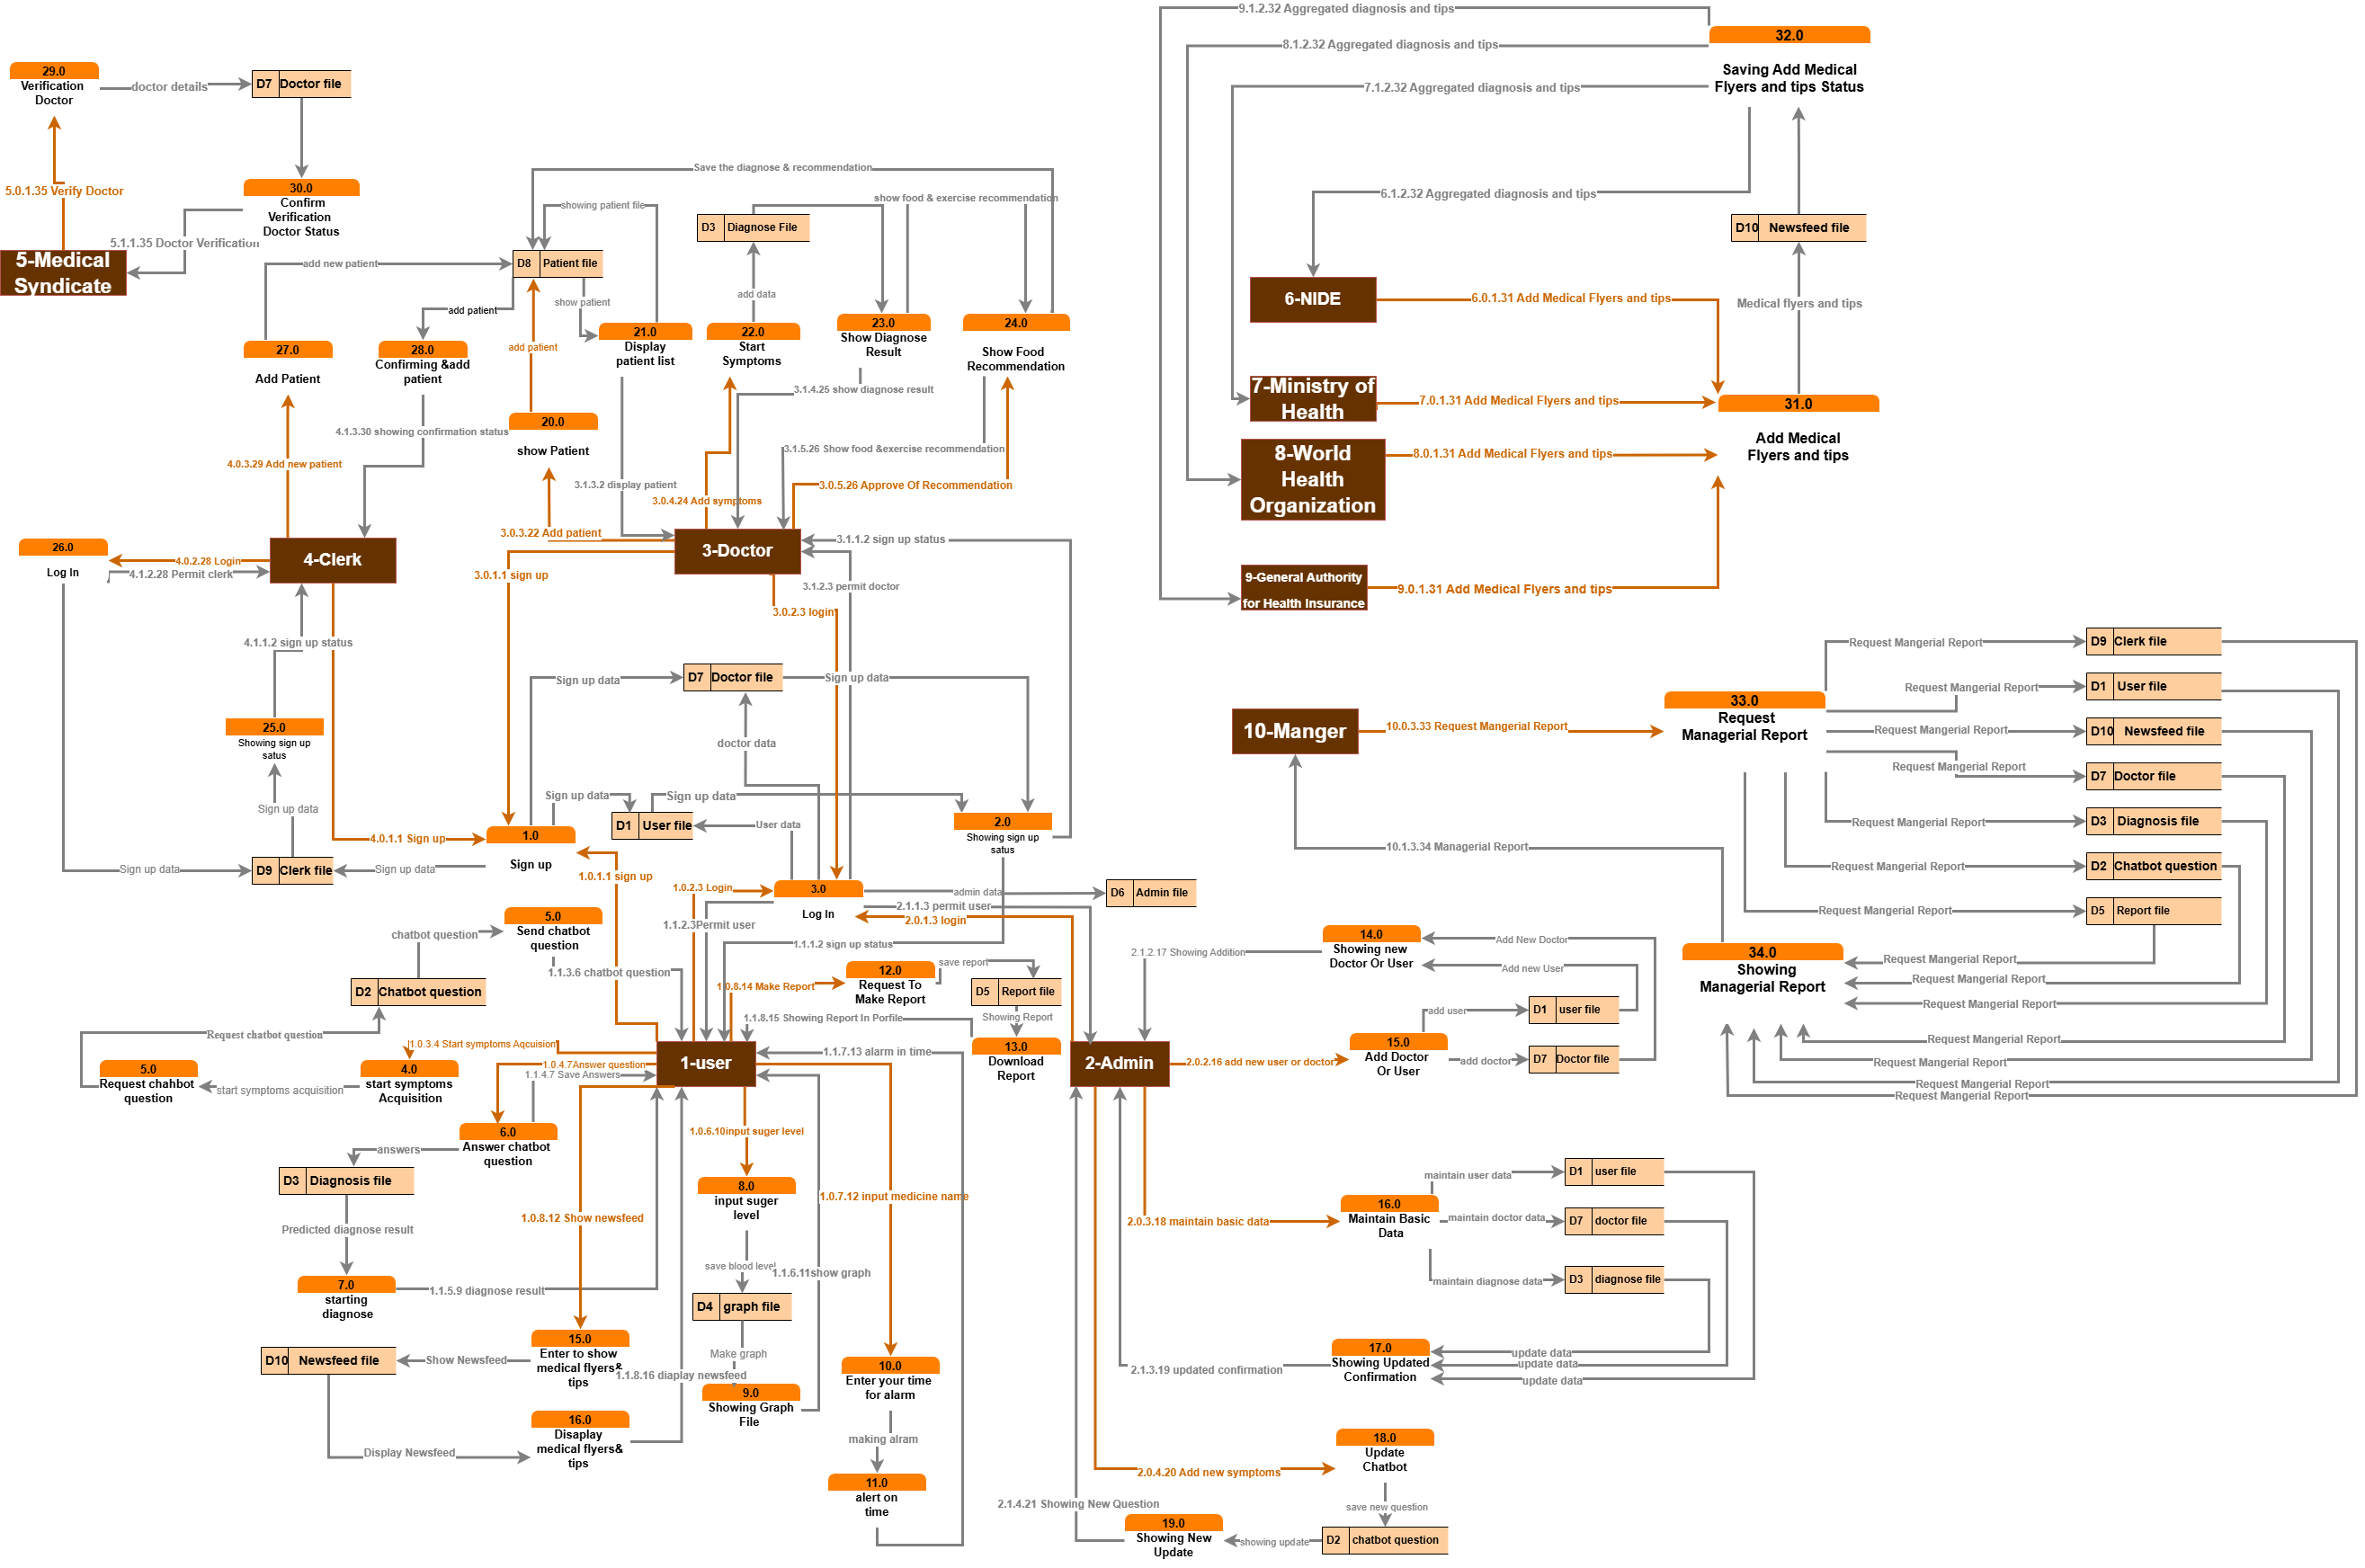 9.1.2.32 Aggregated diagnosis and tips
32.0
8.1.2.32 Aggregated diagnosis and tips
Saving Add Medical
Flyers and tips Status
7.1.2.32 Aggregated diagnosis and tips
6.1.2.32 Aggregated diagnosis and tips
D10 Newsfeed file
Medical flyers and tips
6-NIDE
6.0.1.31 Add Medical Flyers and tips
7-Ministry of
Health
7.0.1.31 Add Medical Flyers and tips
31.0
Add Medical
Flyers and tips
8-World
Health
Organization
8.0.1.31 Add Medical Flyers and tips
9-General Authority
for Health Insurance
9.0.1.31 Add Medical Flyers and tips
29.0
Verification
Doctor
doctor details
D7 Doctor file
5.0.1.35 Verify Doctor
30.0
Confirm
Verification
Doctor Status
5.1.1.35 Doctor Verification
5-Medical
Syndicate
Save the diagnose & recommendation
showing patient file
show food & exercise recommendation
D3 Diagnose File
add new patient
D8 Patient file
add data
show patient
add patient
27.0
Add Patient
28.0
Confirming &add
patient
add patient
21.0
Display
patient list
22.0
Start
Symptoms
23.0
Show Diagnose
Result
24.0
Show Food
Recommendation
3.1.4.25 show diagnose result
20.0
show Patient
4.1.3.30 showing confirmation status
4.0.3.29 Add new patient
3.1.5.26 Show food &exercise recommendation
3.1.3.2 display patient
3.0.4.24 Add symptoms
3.0.5.26 Approve Of Recommendation
3.0.3.22 Add patient
26.0
Log In
4.0.2.28 Login
4.1.2.28 Permit clerk
4-Clerk
3-Doctor
3.1.1.2 sign up status
3.0.1.1 sign up
3.1.2.3 permit doctor
3.0.2.3 login
4.1.1.2 sign up status
Sign up data
D7 Doctor file
Sign up data
25.0
Showing sign up
satus
doctor data
Sign up data
Sign up data
Sign up data
D1 User file
User data
2.0
Showing sign up
satus
4.0.1.1 Sign up
1.0
Sign up
Sign up data
D9 Clerk file
Sign up data
1.0.1.1 sign up
1.0.2.3 Login
3.0
Log In
admin data
D6 Admin file
2.1.1.3 permit user
2.0.1.3 login
1.1.2.3Permit user
1.1.1.2 sign up status
5.0
Send chatbot
question
chatbot question
1.1.3.6 chatbot question
D2 Chatbot question
Request chatbot question
12.0
Request To
Make Report
save report
1.0.8.14 Make Report
D5 Report file
Showing Report
1.1.8.15 Showing Report In Porfile
13.0
Download
Report
1.0.3.4 Start symptoms Acquision
1.1.7.13 alarm in time
1-user
2-Admin
5.0
Request chahbot
question
start symptoms acquisition
4.0
start symptoms
Acquisition
1.0.4.7Answer question
1.1.4.7 Save Answers
6.0
Answer chatbot
question
answers
D3 Diagnosis file
Predicted diagnose result
7.0
starting
diagnose
1.1.5.9 diagnose result
1.0.8.12 Show newsfeed
1.0.6.10input suger level
8.0
input suger
level
1.0.7.12 input medicine name
save blood level
1.1.6.11show graph
D4 graph file
Make graph
9.0
Showing Graph
File
15.0
Enter to show
medical flyers&
tips
Show Newsfeed
D10 Newsfeed file
1.1.8.16 diaplay newsfeed
16.0
Disaplay
medical flyers&
tips
Display Newsfeed
10.0
Enter your time
for alarm
making alram
11.0
alert on
time
14.0
Showing new
Doctor Or User
Add New Doctor
2.1.2.17 Showing Addition
Add new User
add user
D1 user file
2.0.2.16 add new user or doctor
15.0
Add Doctor
Or User
add doctor
D7 Doctor file
maintain user data
D1 user file
16.0
Maintain Basic
Data
2.0.3.18 maintain basic data
maintain doctor data
D7 doctor file
maintain diagnose data
D3 diagnose file
17.0
Showing Updated
Confirmation
update data
update data
update data
2.1.3.19 updated confirmation
18.0
Update
Chatbot
2.0.4.20 Add new symptoms
save new question
2.1.4.21 Showing New Question
19.0
Showing New
Update
showing update
D2 chatbot question
10-Manger
10.0.3.33 Request Mangerial Report
33.0
Request
Managerial Report
Request Mangerial Report
D9 Clerk file
Request Mangerial Report
D1 User file
Request Mangerial Report
D10 Newsfeed file
Request Mangerial Report
D7 Doctor file
Request Mangerial Report
D3 Diagnosis file
Request Mangerial Report
D2 Chatbot question
Request Mangerial Report
D5 Report file
10.1.3.34 Managerial Report
34.0
Showing
Managerial Report
Request Mangerial Report
Request Mangerial Report
Request Mangerial Report
Request Mangerial Report
Request Mangerial Report
Request Mangerial Report
Request Mangerial Report